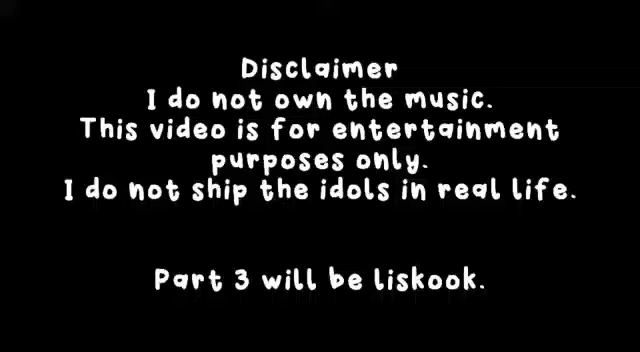 Disclaimer
I do not own the music.
This video is for entertainment
purposes only.
I do not ship the idols in real life.
Part 3 will be liskook.